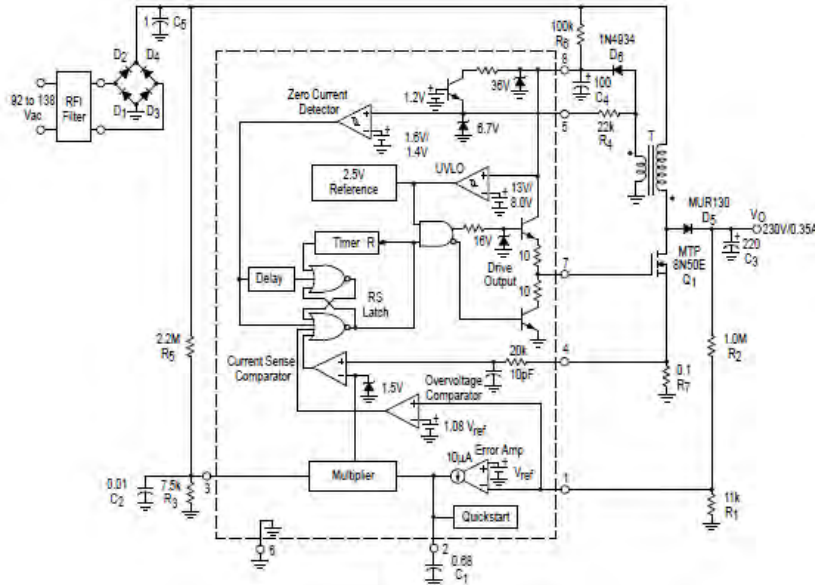 1
C5
D2
D4
D1
D3
92 to 138
Vac
RFI
Filter
100k
R6
1N4934
D6
8
100
C4
36V
1.2V
6.7V
5
22k
R4
T
Zero Current
Detector
1.6V/
1.4V
2.5V
Reference
UVLO
13V/
8.0V
MUR130
D5
VO
230V/0.35A
220
C3
MTP
8N50E
Q1
Timer R
16V
10
10
Drive
Output
7
Delay
RS
Latch
2.2M
R5
1.0M
R2
20k
10pF
4
0.1
R7
Current Sense
Comparator
1.5V
Overvoltage
Comparator
1.08 Vref
Error Amp
10μA
Vref
1
0.01
C2
7.5k
R3
3
Multiplier
11k
R1
Quickstart
6
2
0.68
C1